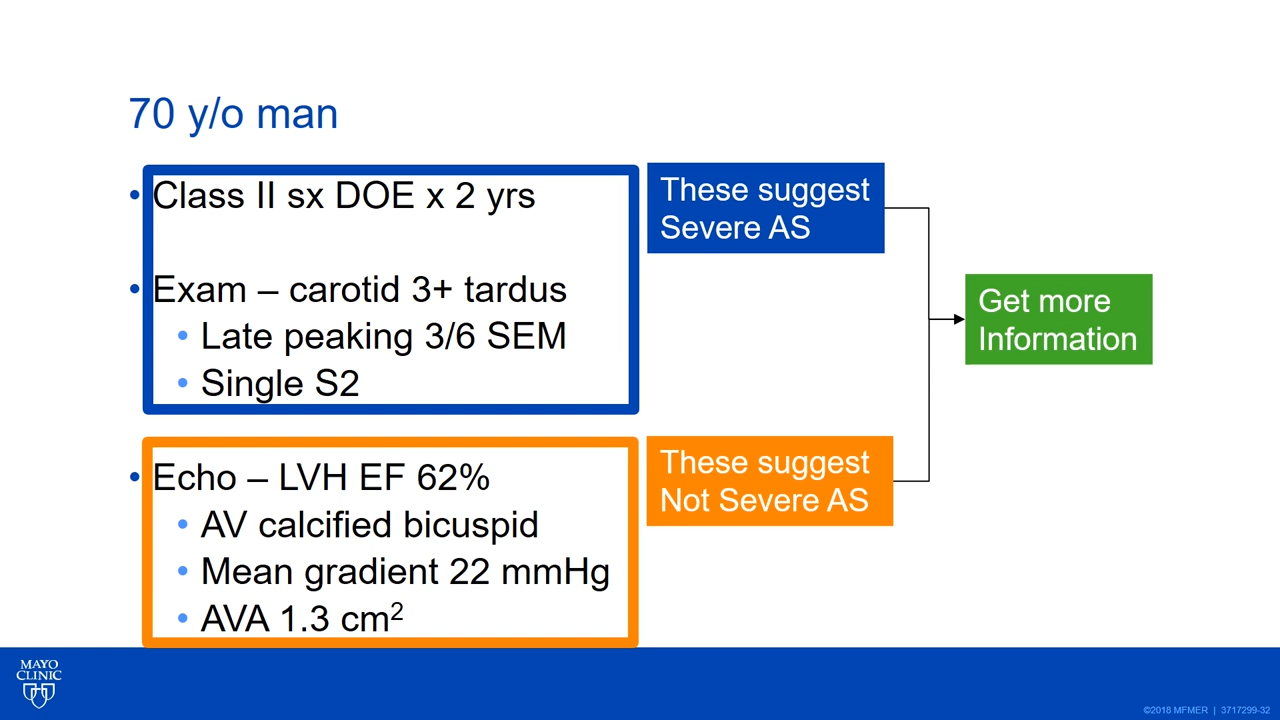 70 y/o man
• Class II sx DOE x 2 yrs
• Exam – carotid 3+ tardus
• Late peaking 3/6 SEM
• Single S2
These suggest
Severe AS
• Echo – LVH EF 62%
• AV calcified bicuspid
• Mean gradient 22 mmHg
• AVA 1.3 cm²
These suggest
Not Severe AS
Get more
Information
MAYO
CLINIC
©2018 MFMER | 3717299-32